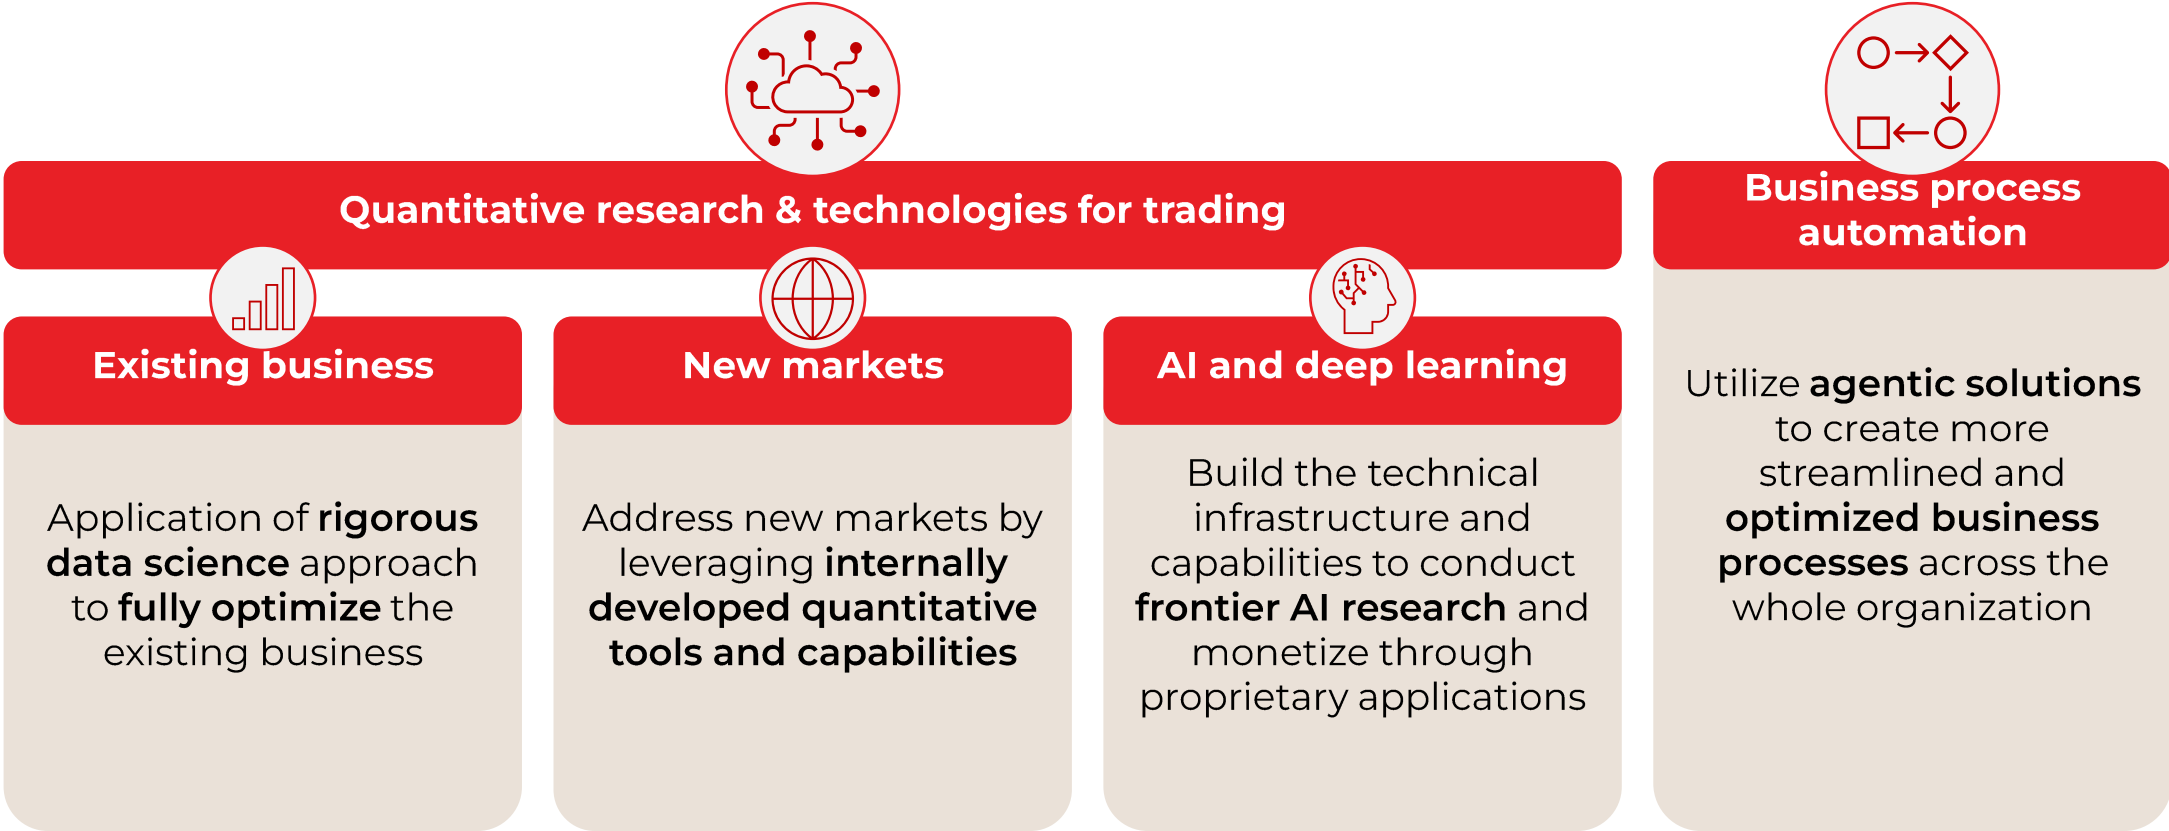 Quantitative research & technologies for trading
Existing business
Application of rigorous
data science approach
to fully optimize the
existing business
New markets
Address new markets by
leveraging internally
developed quantitative
tools and capabilities
AI and deep learning
Build the technical
infrastructure and
capabilities to conduct
frontier AI research and
monetize through
proprietary applications
Business process
automation
Utilize agentic solutions
to create more
streamlined and
optimized business
processes across the
whole organization